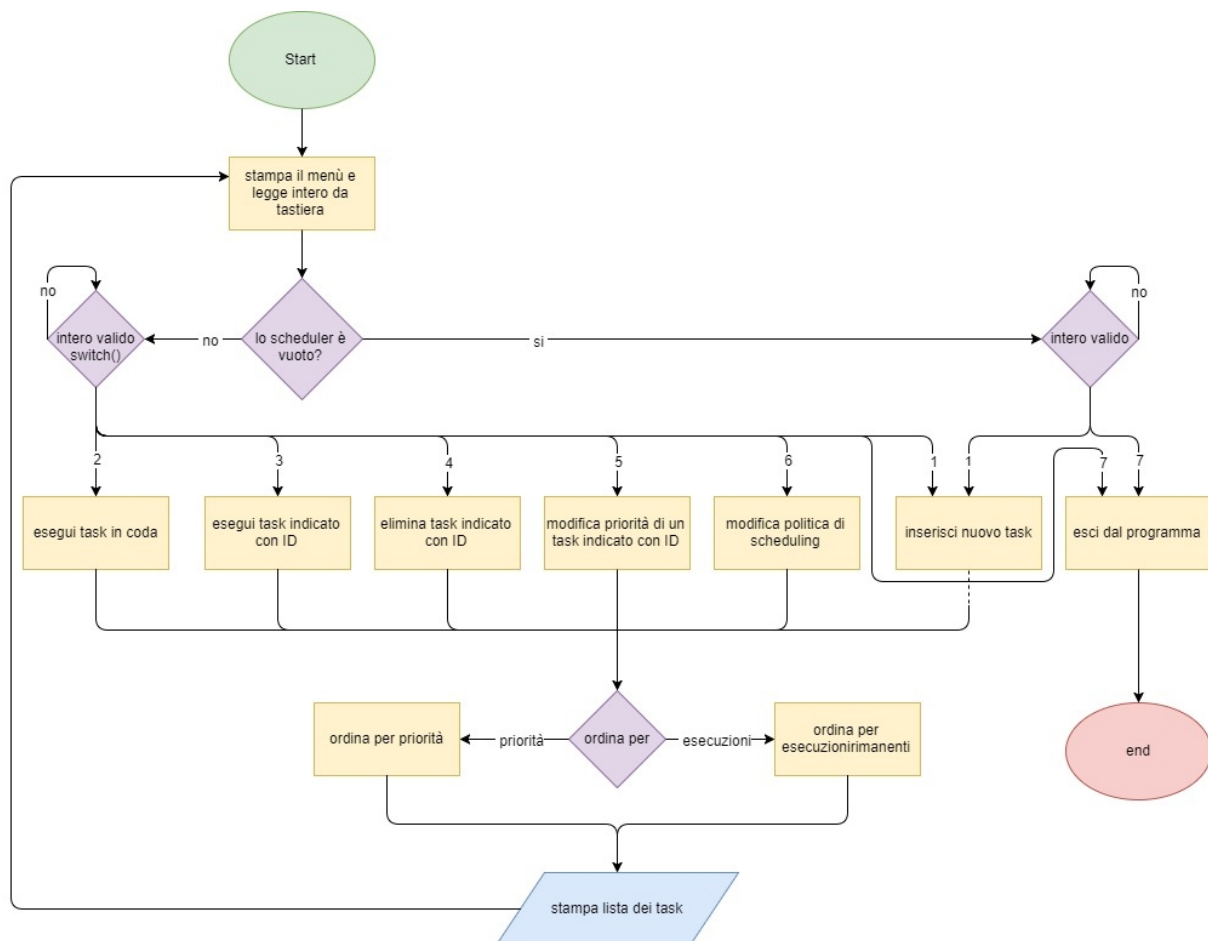 Start
stampa il menù e
legge intero da
tastiera
no
intero valido
switch()
no
lo scheduler è
vuoto?
si
intero valido
no
2
3
4
5
6
1
1
7
7
esegui task in coda
esegui task indicato
con ID
elimina task indicato
con ID
modifica priorità di un
task indicato con ID
modifica politica di
scheduling
inserisci nuovo task
esci dal programma
ordina per priorità
priorità
ordina per
esecuzioni
ordina per
esecuzionirimanenti
end
stampa lista dei task